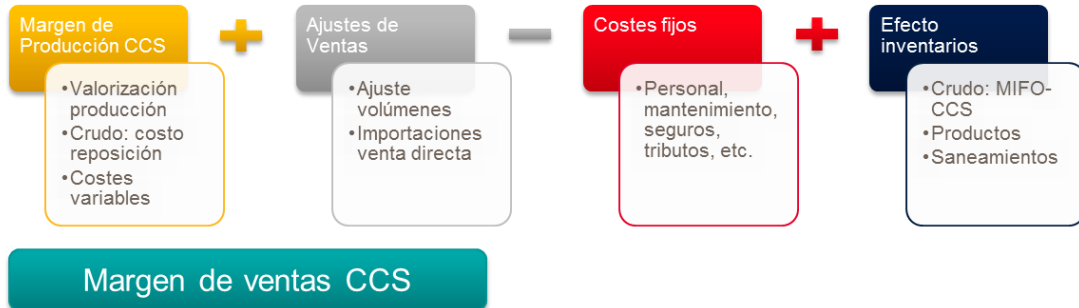 Margen de
Producción CCS
•Valorización
producción
•Crudo: costo
reposición
•Costes
variables
Ajustes de
Ventas
•Ajuste
volúmenes
•Importaciones
venta directa
Costes fijos
•Personal,
mantenimiento,
seguros,
tributos, etc.
Efecto
inventarios
•Crudo: MIFO-
CCS
•Productos
•Saneamientos
Margen de ventas CCS